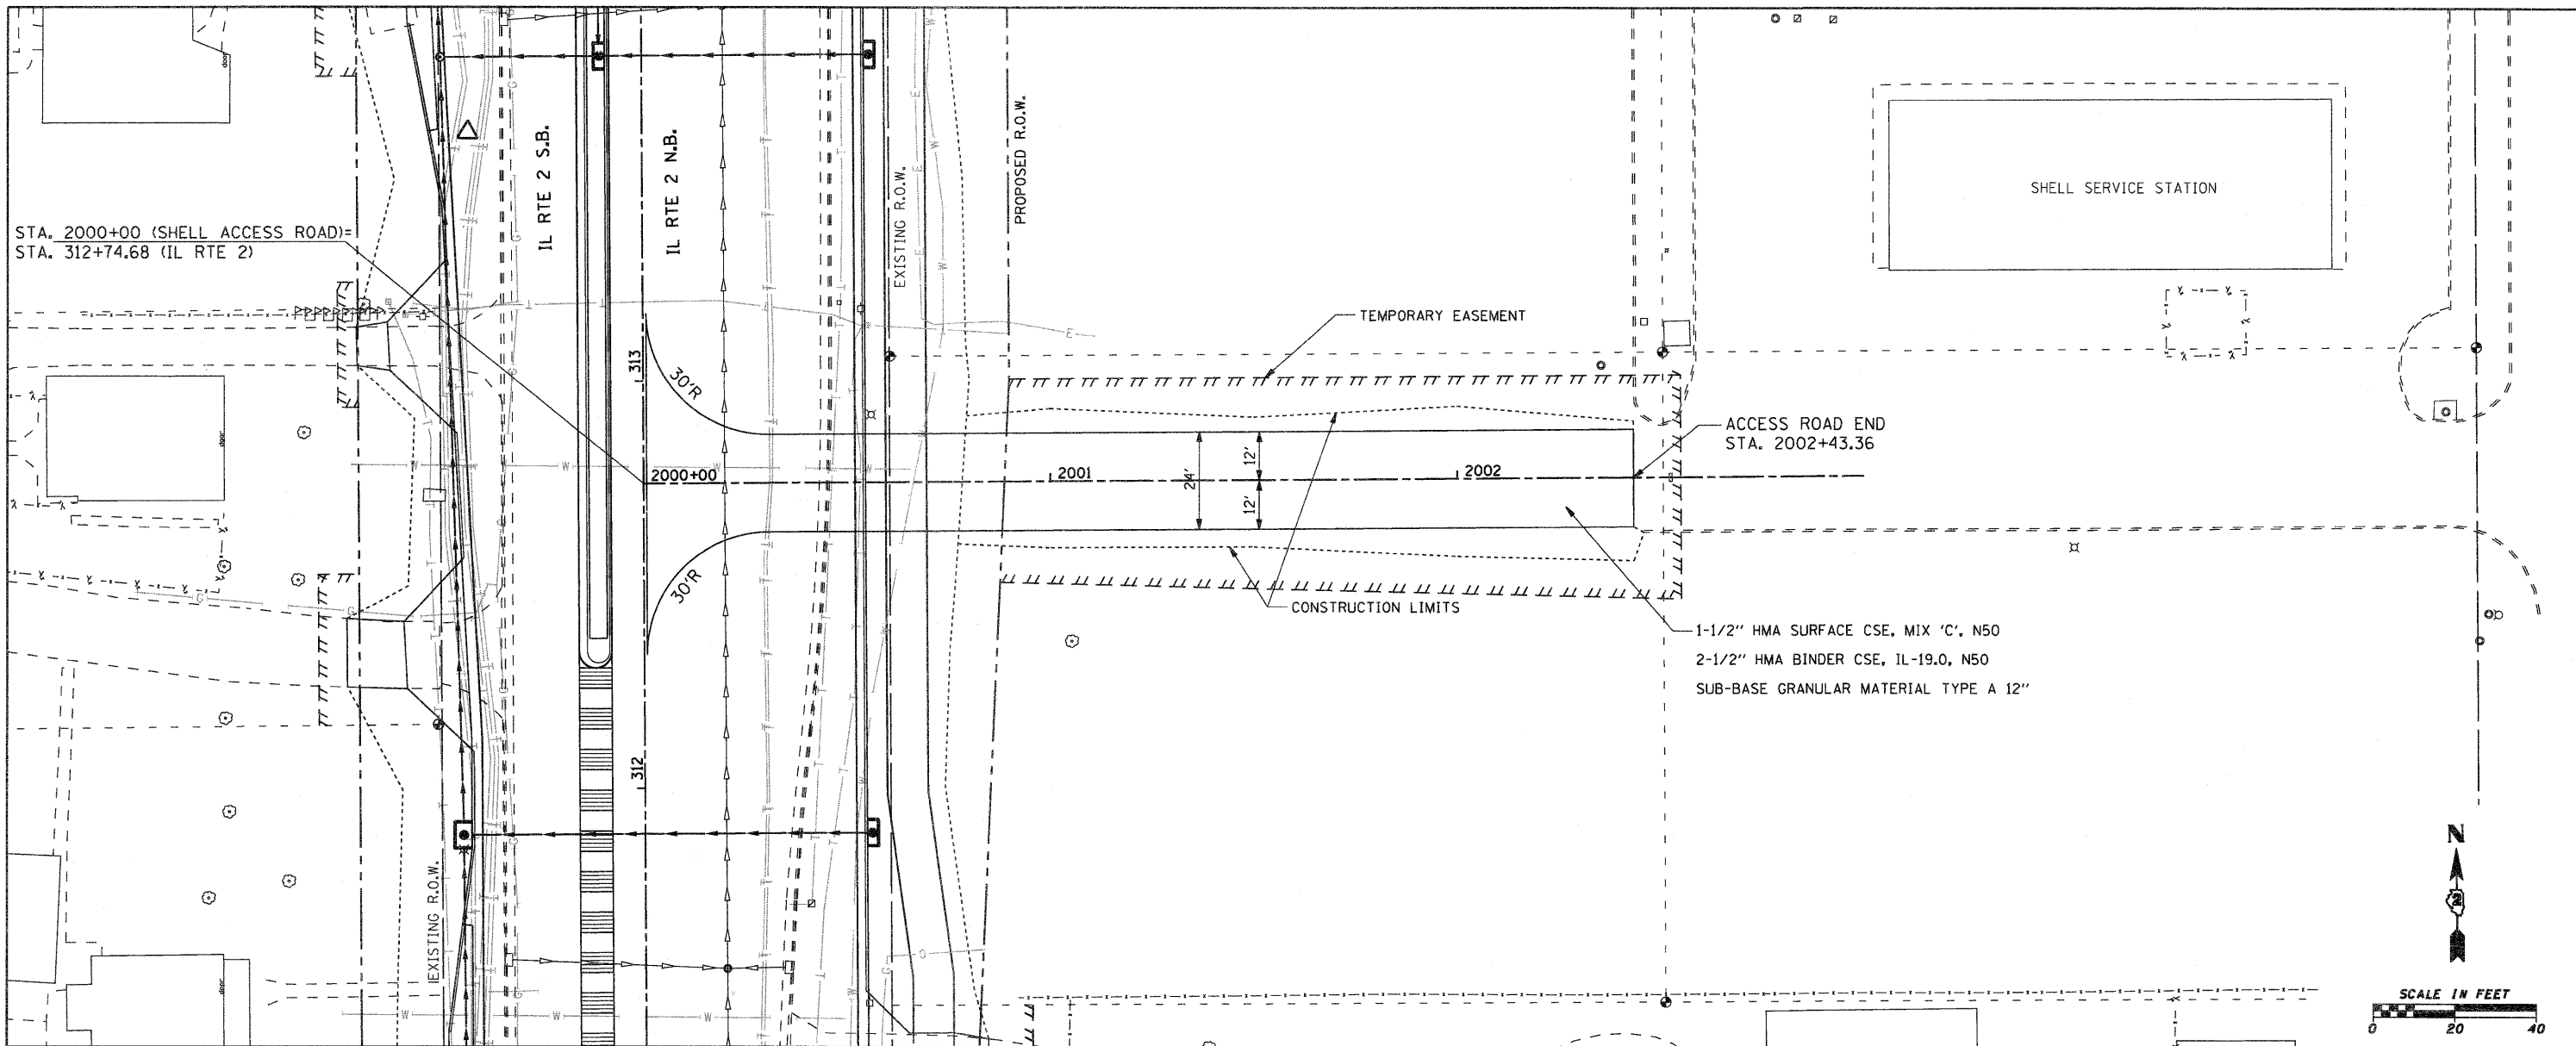 IL RTE 2 S.B.
IL RTE 2 N.B.
EXISTING R.O.W.
PROPOSED R.O.W.
SHELL SERVICE STATION
STA. 2000+00 (SHELL ACCESS ROAD)=
STA. 312+74.68 (IL RTE 2)
TEMPORARY EASEMENT
313
30'R
ACCESS ROAD END
STA. 2002+43.36
2000+00
2001
2002
24'
12'
12'
30'R
CONSTRUCTION LIMITS
1-1/2" HMA SURFACE CSE, MIX 'C', N50
2-1/2" HMA BINDER CSE, IL-19.0, N50
SUB-BASE GRANULAR MATERIAL TYPE A 12"
312
EXISTING R.O.W.
N
2
SCALE IN FEET
0 20 40